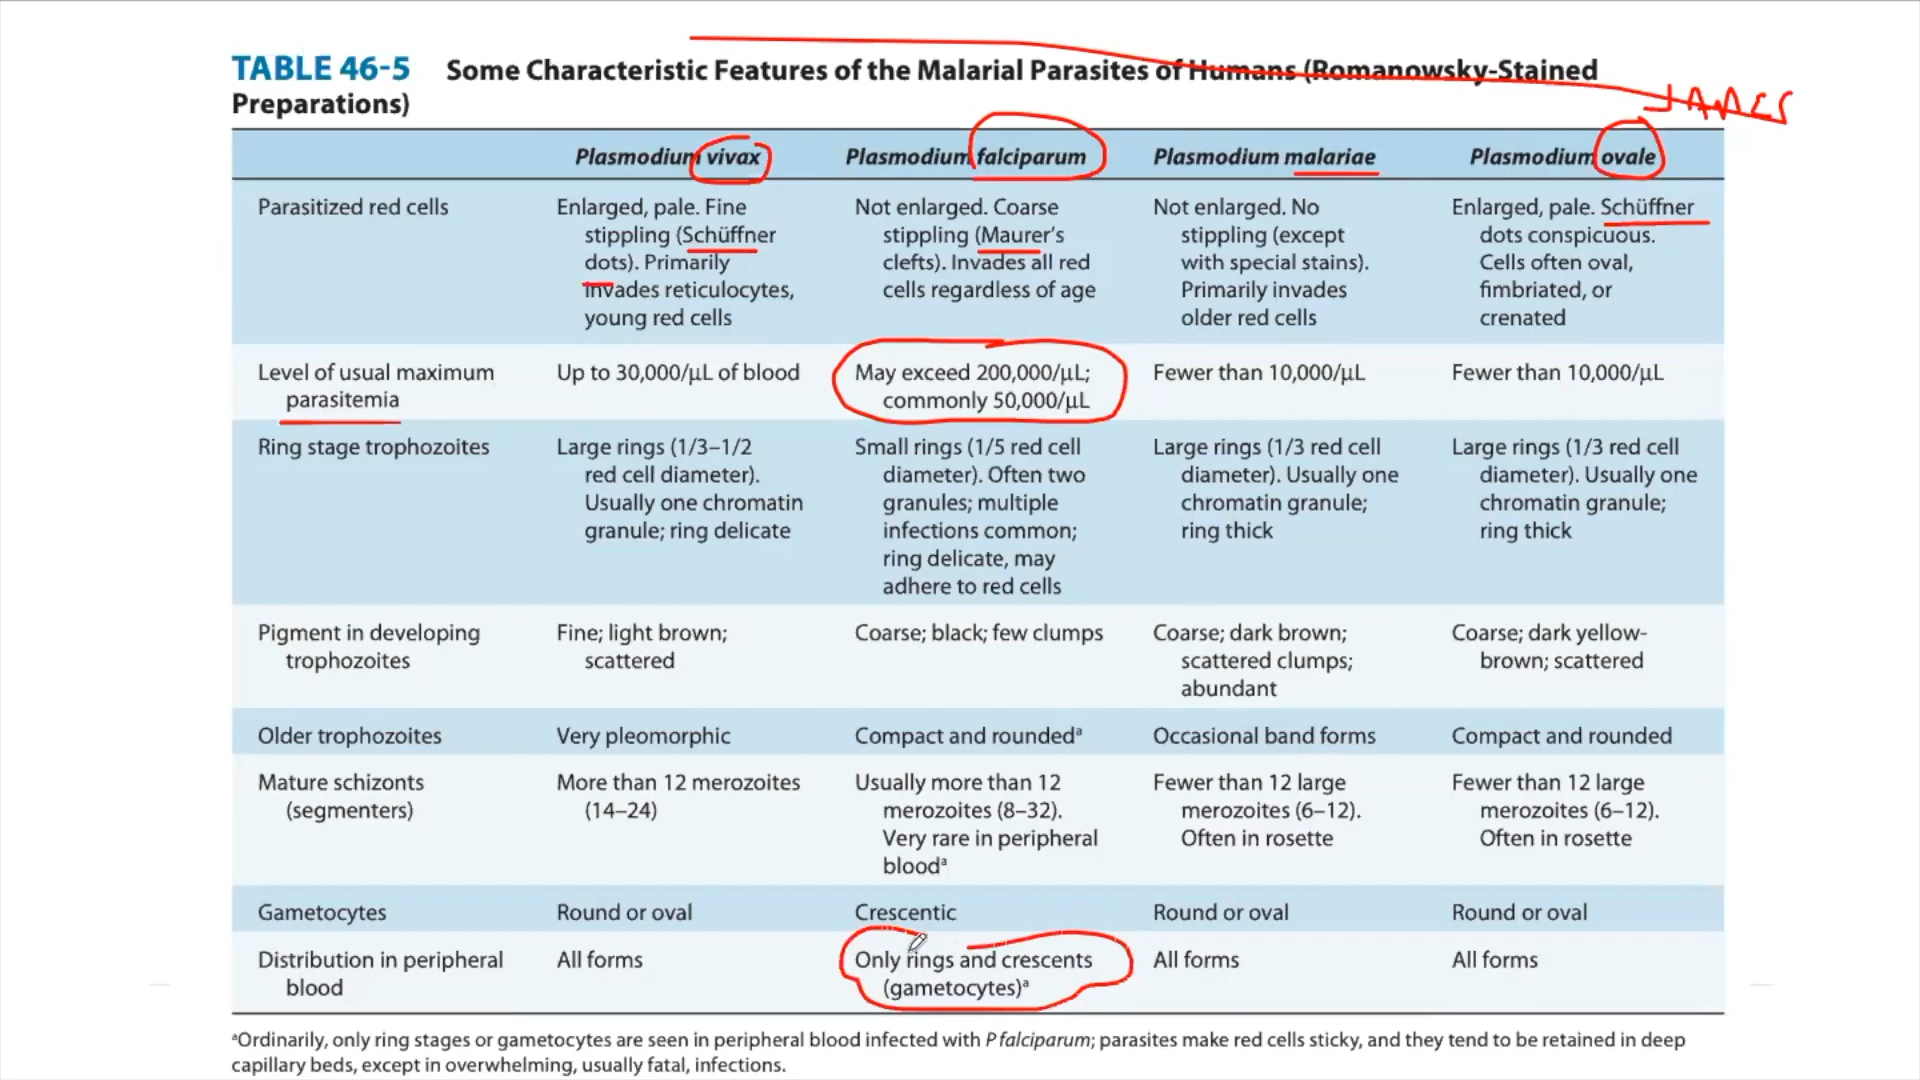 TABLE 46-5 Some Characteristic Features of the Malarial Parasites of Humans (Romanowsky-Stained
Preparations)
Plasmodium vivax Plasmodium falciparum Plasmodium malariae Plasmodium ovale
Parasitized red cells
Enlarged, pale. Fine
stippling (Schüffner
dots). Primarily
invades reticulocytes,
young red cells
Not enlarged. Coarse
stippling (Maurer's
clefts). Invades all red
cells regardless of age
Not enlarged. No
stippling (except
with special stains).
Primarily invades
older red cells
Enlarged, pale. Schüffner
dots conspicuous.
Cells often oval,
fimbriated, or
crenated
Level of usual maximum
parasitemia
Up to 30,000/μL of blood
May exceed 200,000/μL;
commonly 50,000/μL
Fewer than 10,000/μL
Fewer than 10,000/μL
Ring stage trophozoites
Large rings (1/3–1/2
red cell diameter).
Usually one chromatin
granule; ring delicate
Small rings (1/5 red cell
diameter). Often two
granules; multiple
infections common;
ring delicate, may
adhere to red cells
Large rings (1/3 red cell
diameter). Usually one
chromatin granule;
ring thick
Large rings (1/3 red cell
diameter). Usually one
chromatin granule;
ring thick
Pigment in developing
trophozoites
Fine; light brown;
scattered
Coarse; black; few clumps
Coarse; dark brown;
scattered clumps;
abundant
Coarse; dark yellow-
brown; scattered
Older trophozoites
Very pleomorphic
Compact and roundedᵃ
Occasional band forms
Compact and rounded
Mature schizonts
(segmenters)
More than 12 merozoites
(14–24)
Usually more than 12
merozoites (8–32).
Very rare in peripheral
bloodᵃ
Fewer than 12 large
merozoites (6–12).
Often in rosette
Fewer than 12 large
merozoites (6–12).
Often in rosette
Gametocytes
Round or oval
Crescentic
Round or oval
Round or oval
Distribution in peripheral
blood
All forms
Only rings and crescents
(gametocytes)ᵃ
All forms
All forms
ᵃOrdinarily, only ring stages or gametocytes are seen in peripheral blood infected with P falciparum; parasites make red cells sticky, and they tend to be retained in deep
capillary beds, except in overwhelming, usually fatal, infections.